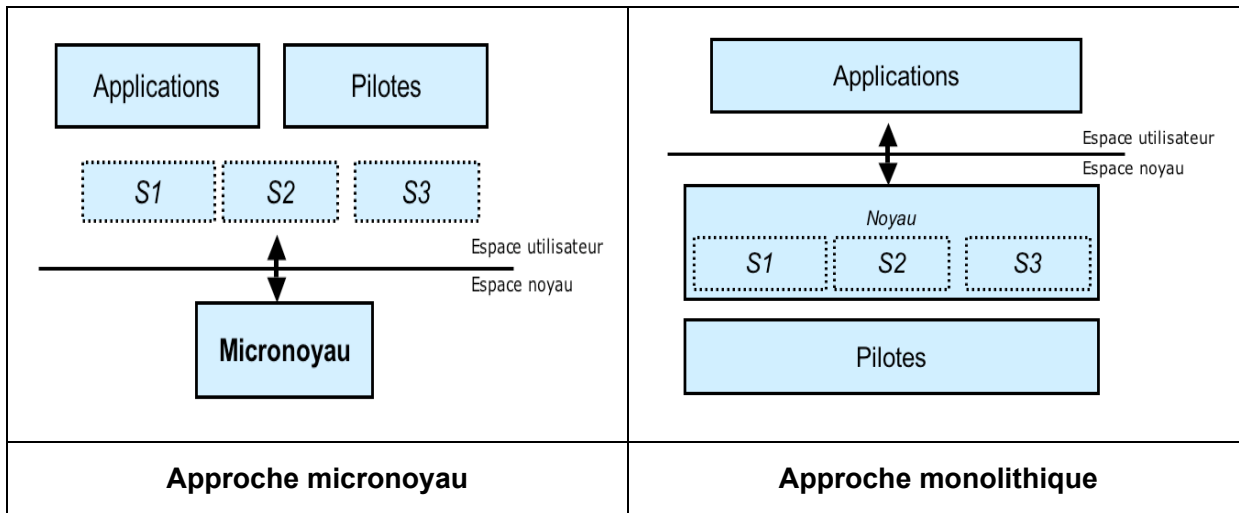 Applications
Pilotes
S1
S2
S3
Espace utilisateur
Espace noyau
Micronoyau
Approche micronoyau
Applications
Espace utilisateur
Espace noyau
Noyau
S1
S2
S3
Pilotes
Approche monolithique